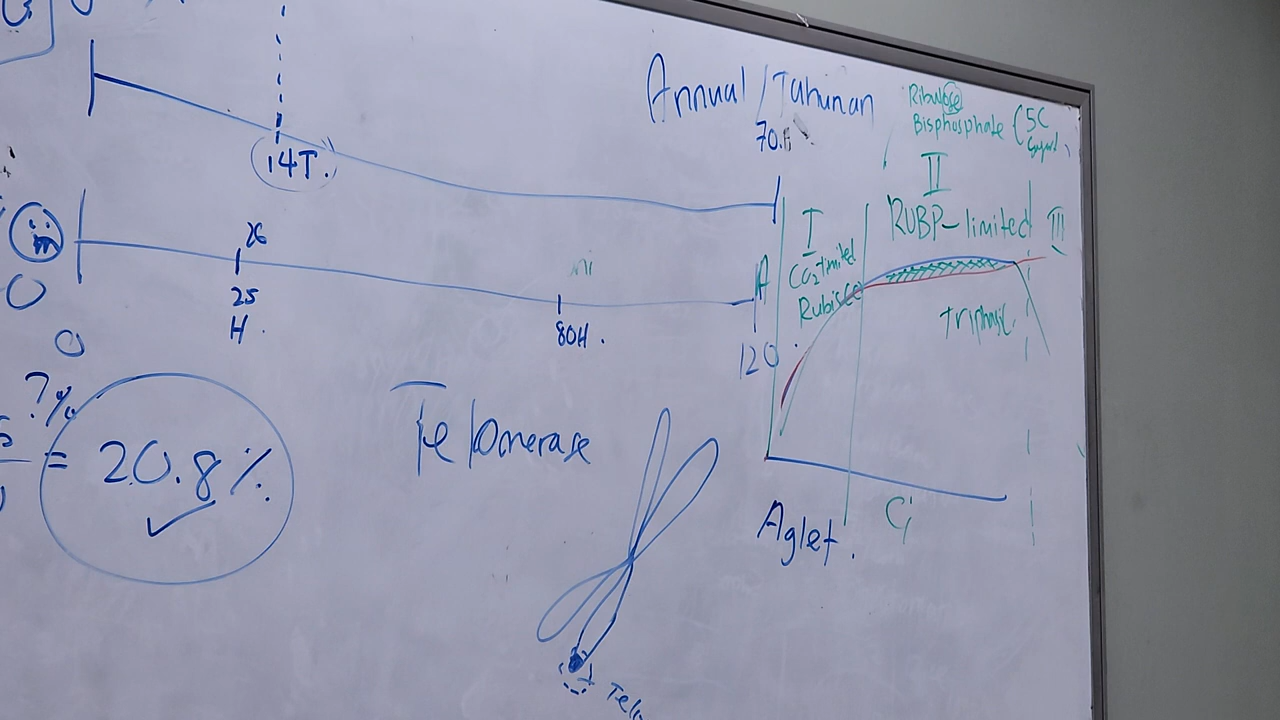 Annual/Tahunan
70.
14T.
26
25
H.
80H.
120.
?%
= 20.8%
Telomerase
Aglet.
Ribulose
Bisphosphate
5C
I
CO2 limited
Rubisco
II
RUBP-limited
III
A
triphasic.
Ci